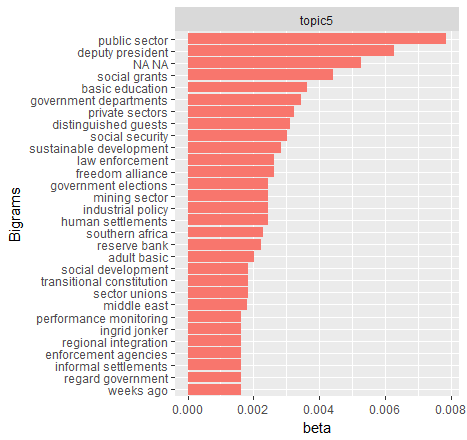 topic5
public sector
deputy president
NA NA
social grants
basic education
government departments
private sectors
distinguished guests
social security
sustainable development
law enforcement
freedom alliance
government elections
mining sector
industrial policy
human settlements
southern africa
reserve bank
adult basic
social development
transitional constitution
sector unions
middle east
performance monitoring
ingrid jonker
regional integration
enforcement agencies
informal settlements
regard government
weeks ago
Bigrams
0.000 0.002 0.004 0.006 0.008
beta